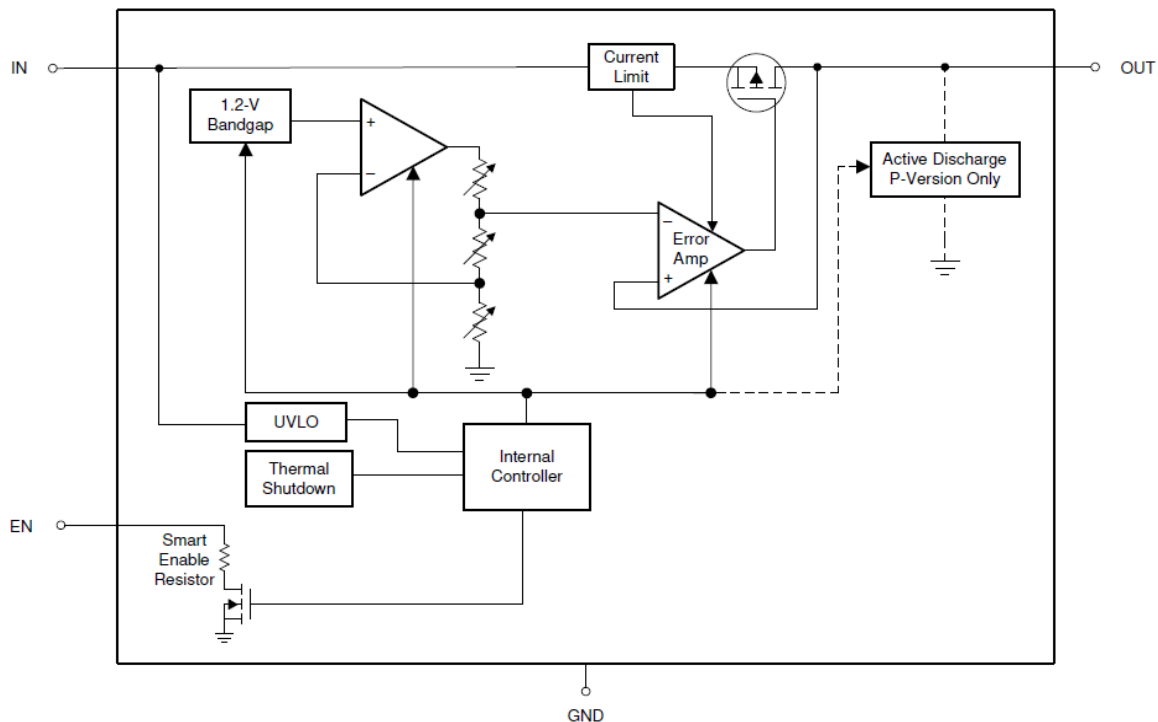 IN
Current
Limit
OUT
1.2-V
Bandgap
+
–
Active Discharge
P-Version Only
–
Error
Amp
+
UVLO
Internal
Controller
Thermal
Shutdown
EN
Smart
Enable
Resistor
GND